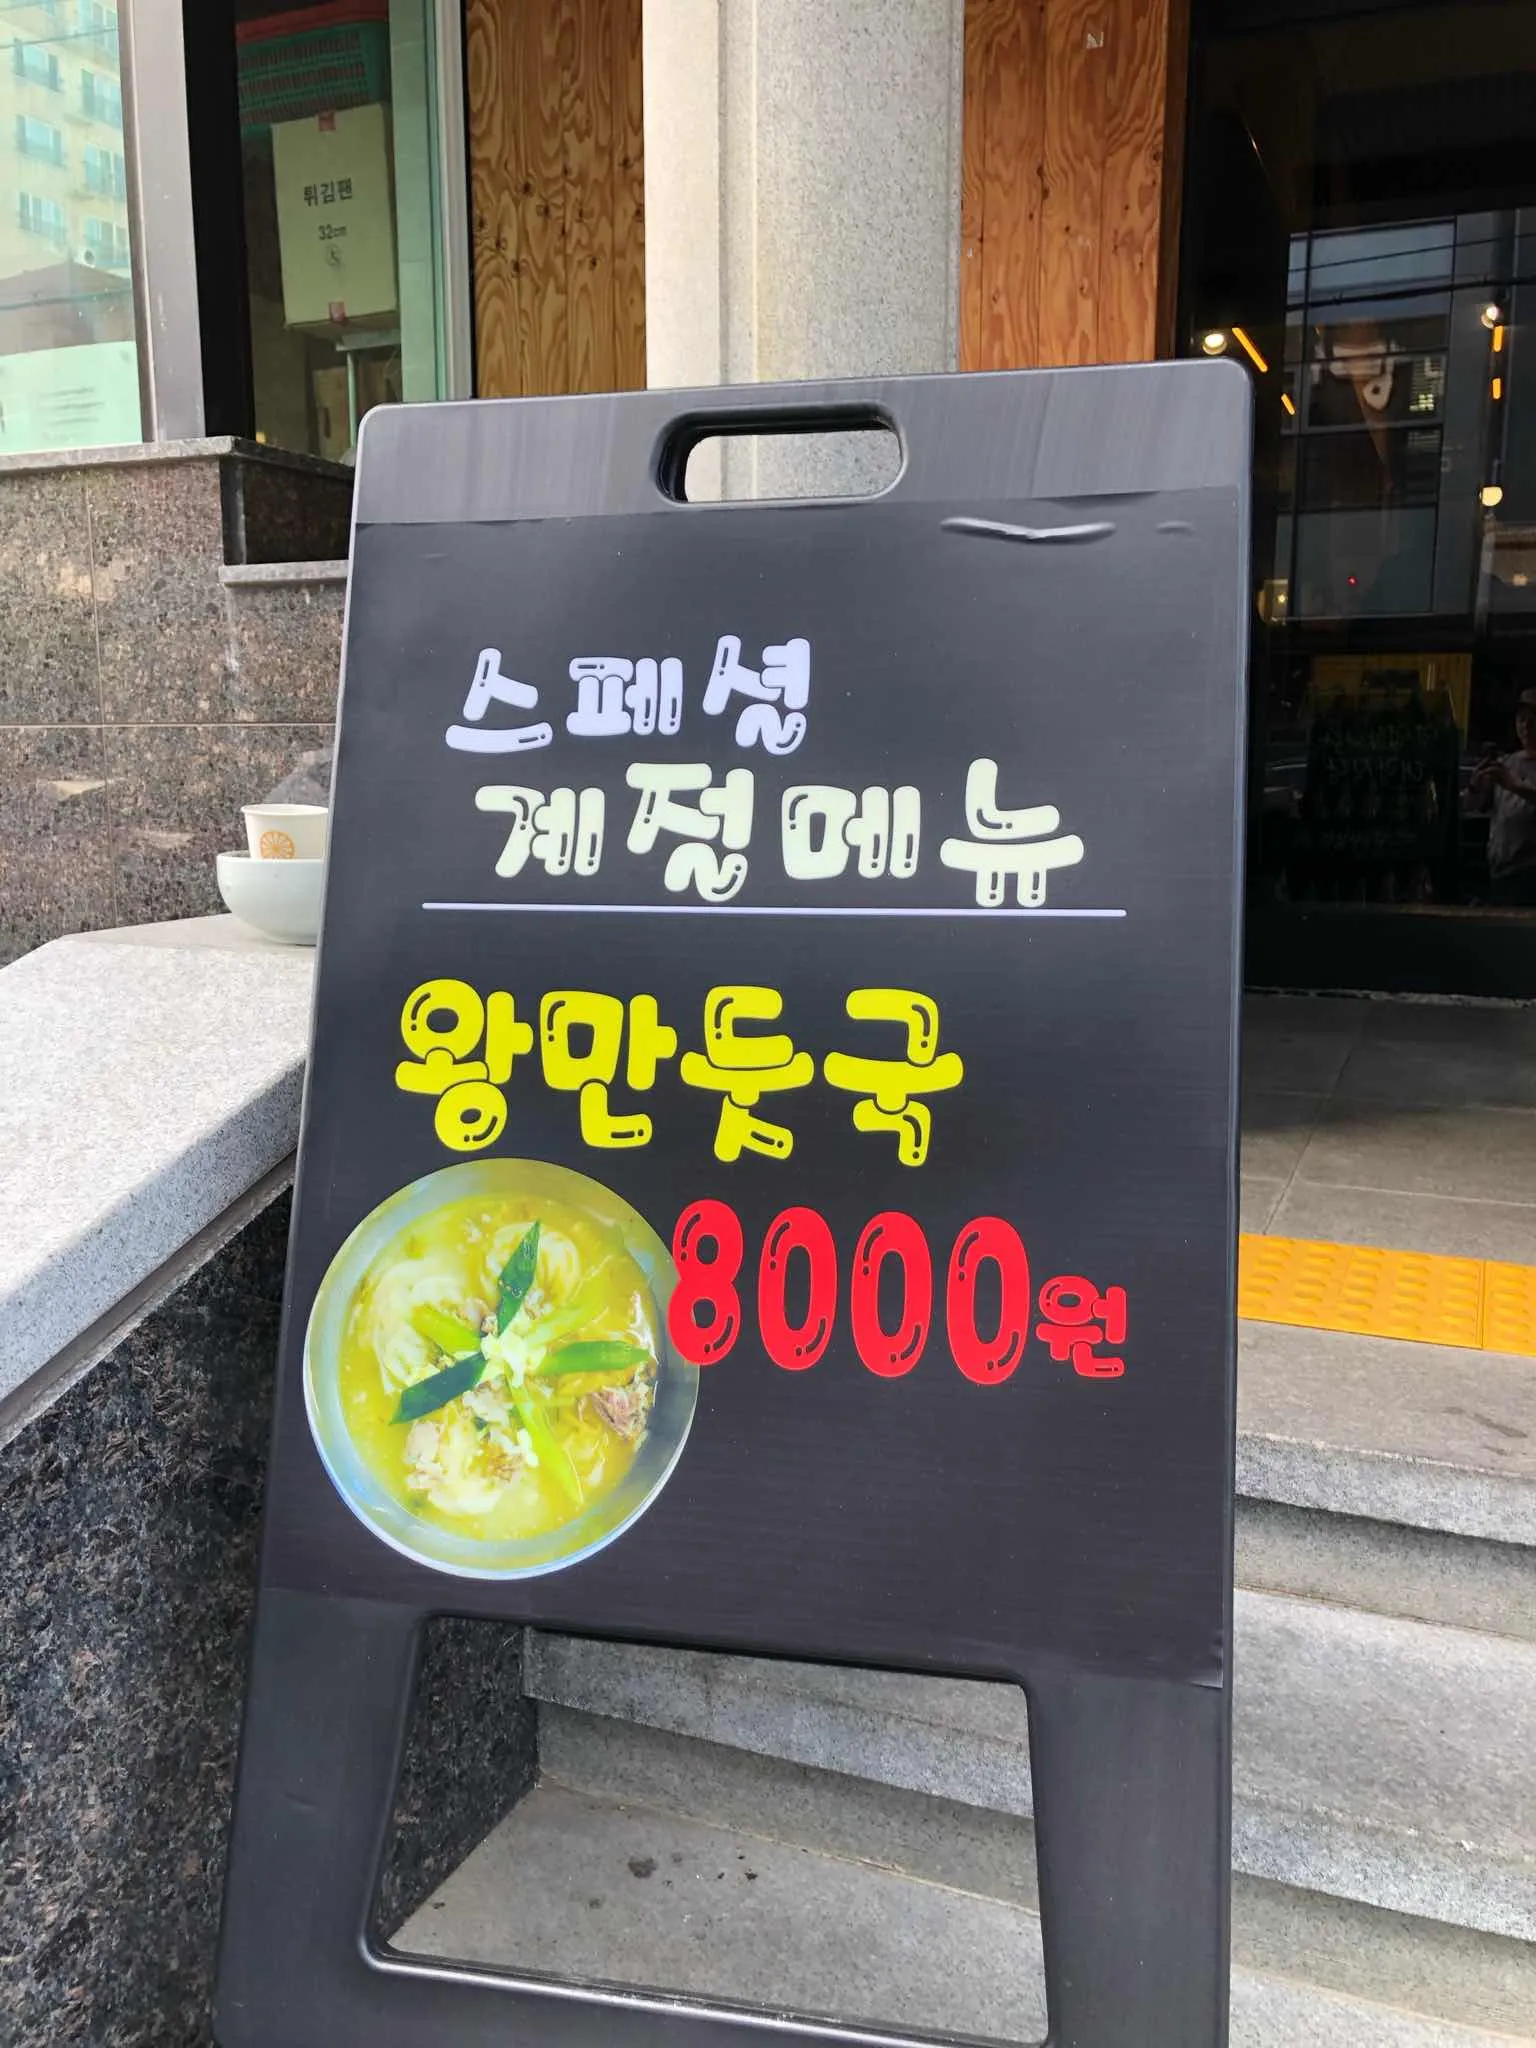 튀김팬
32cm
스페셜
계절메뉴
왕만둣국
8000원